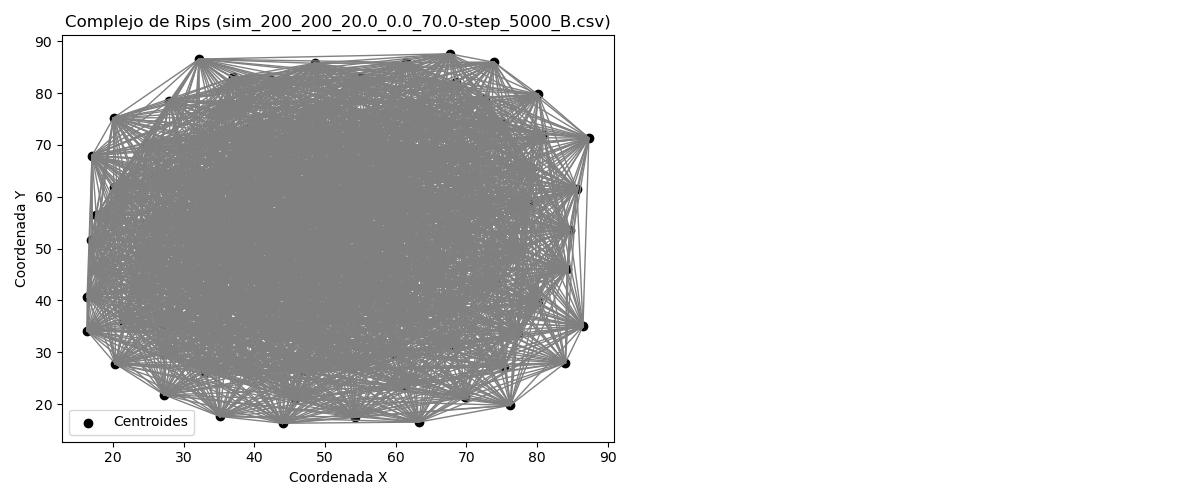 Complejo de Rips (sim_200_200_20.0_0.0_70.0-step_5000_B.csv)
90
80
70
60
50
40
30
20
Coordenada Y
Centroides
20 30 40 50 60 70 80 90
Coordenada X